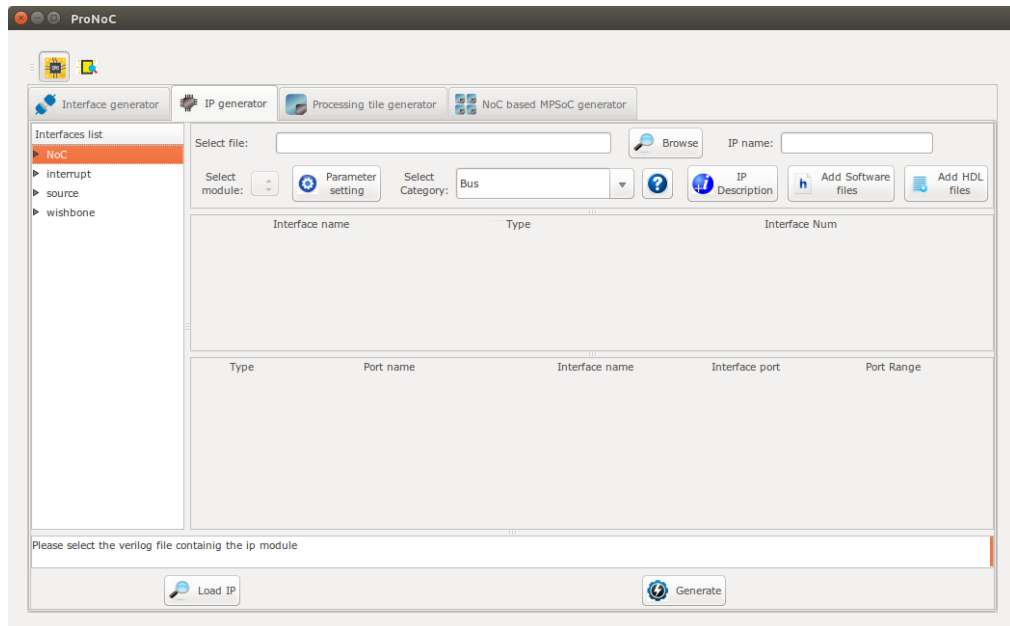 ProNoC
CPU
Interface generator
IP generator
Processing tile generator
NoC based MPSoC generator
Interfaces list
NoC
interrupt
source
wishbone
Select file:
Browse
IP name:
Select
module:
Parameter
setting
Select
Category:
Bus
?
IP
Description
h
Add Software
files
Add HDL
files
Interface name Type Interface Num
Type Port name Interface name Interface port Port Range
Please select the verilog file containig the ip module
Load IP
Generate